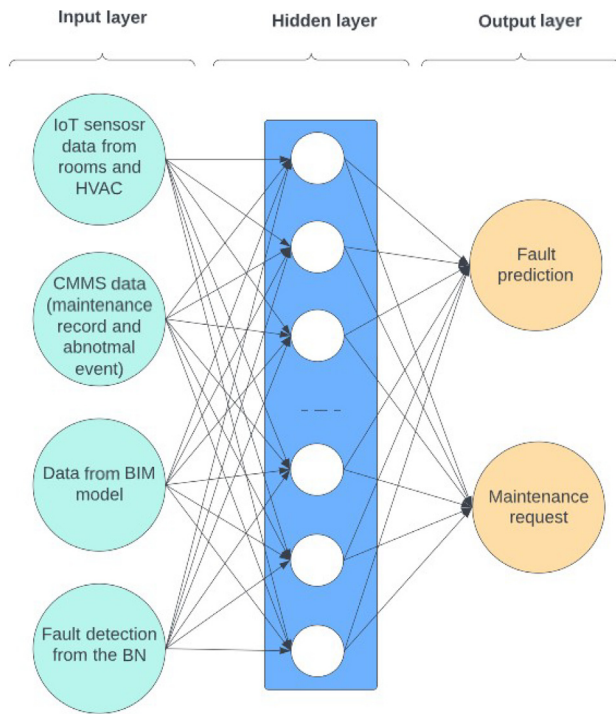 Input layer
Hidden layer
Output layer
IoT sensosr
data from
rooms and
HVAC
CMMS data
(maintenance
record and
abnotmal
event)
Data from BIM
model
Fault detection
from the BN
Fault
prediction
Maintenance
request